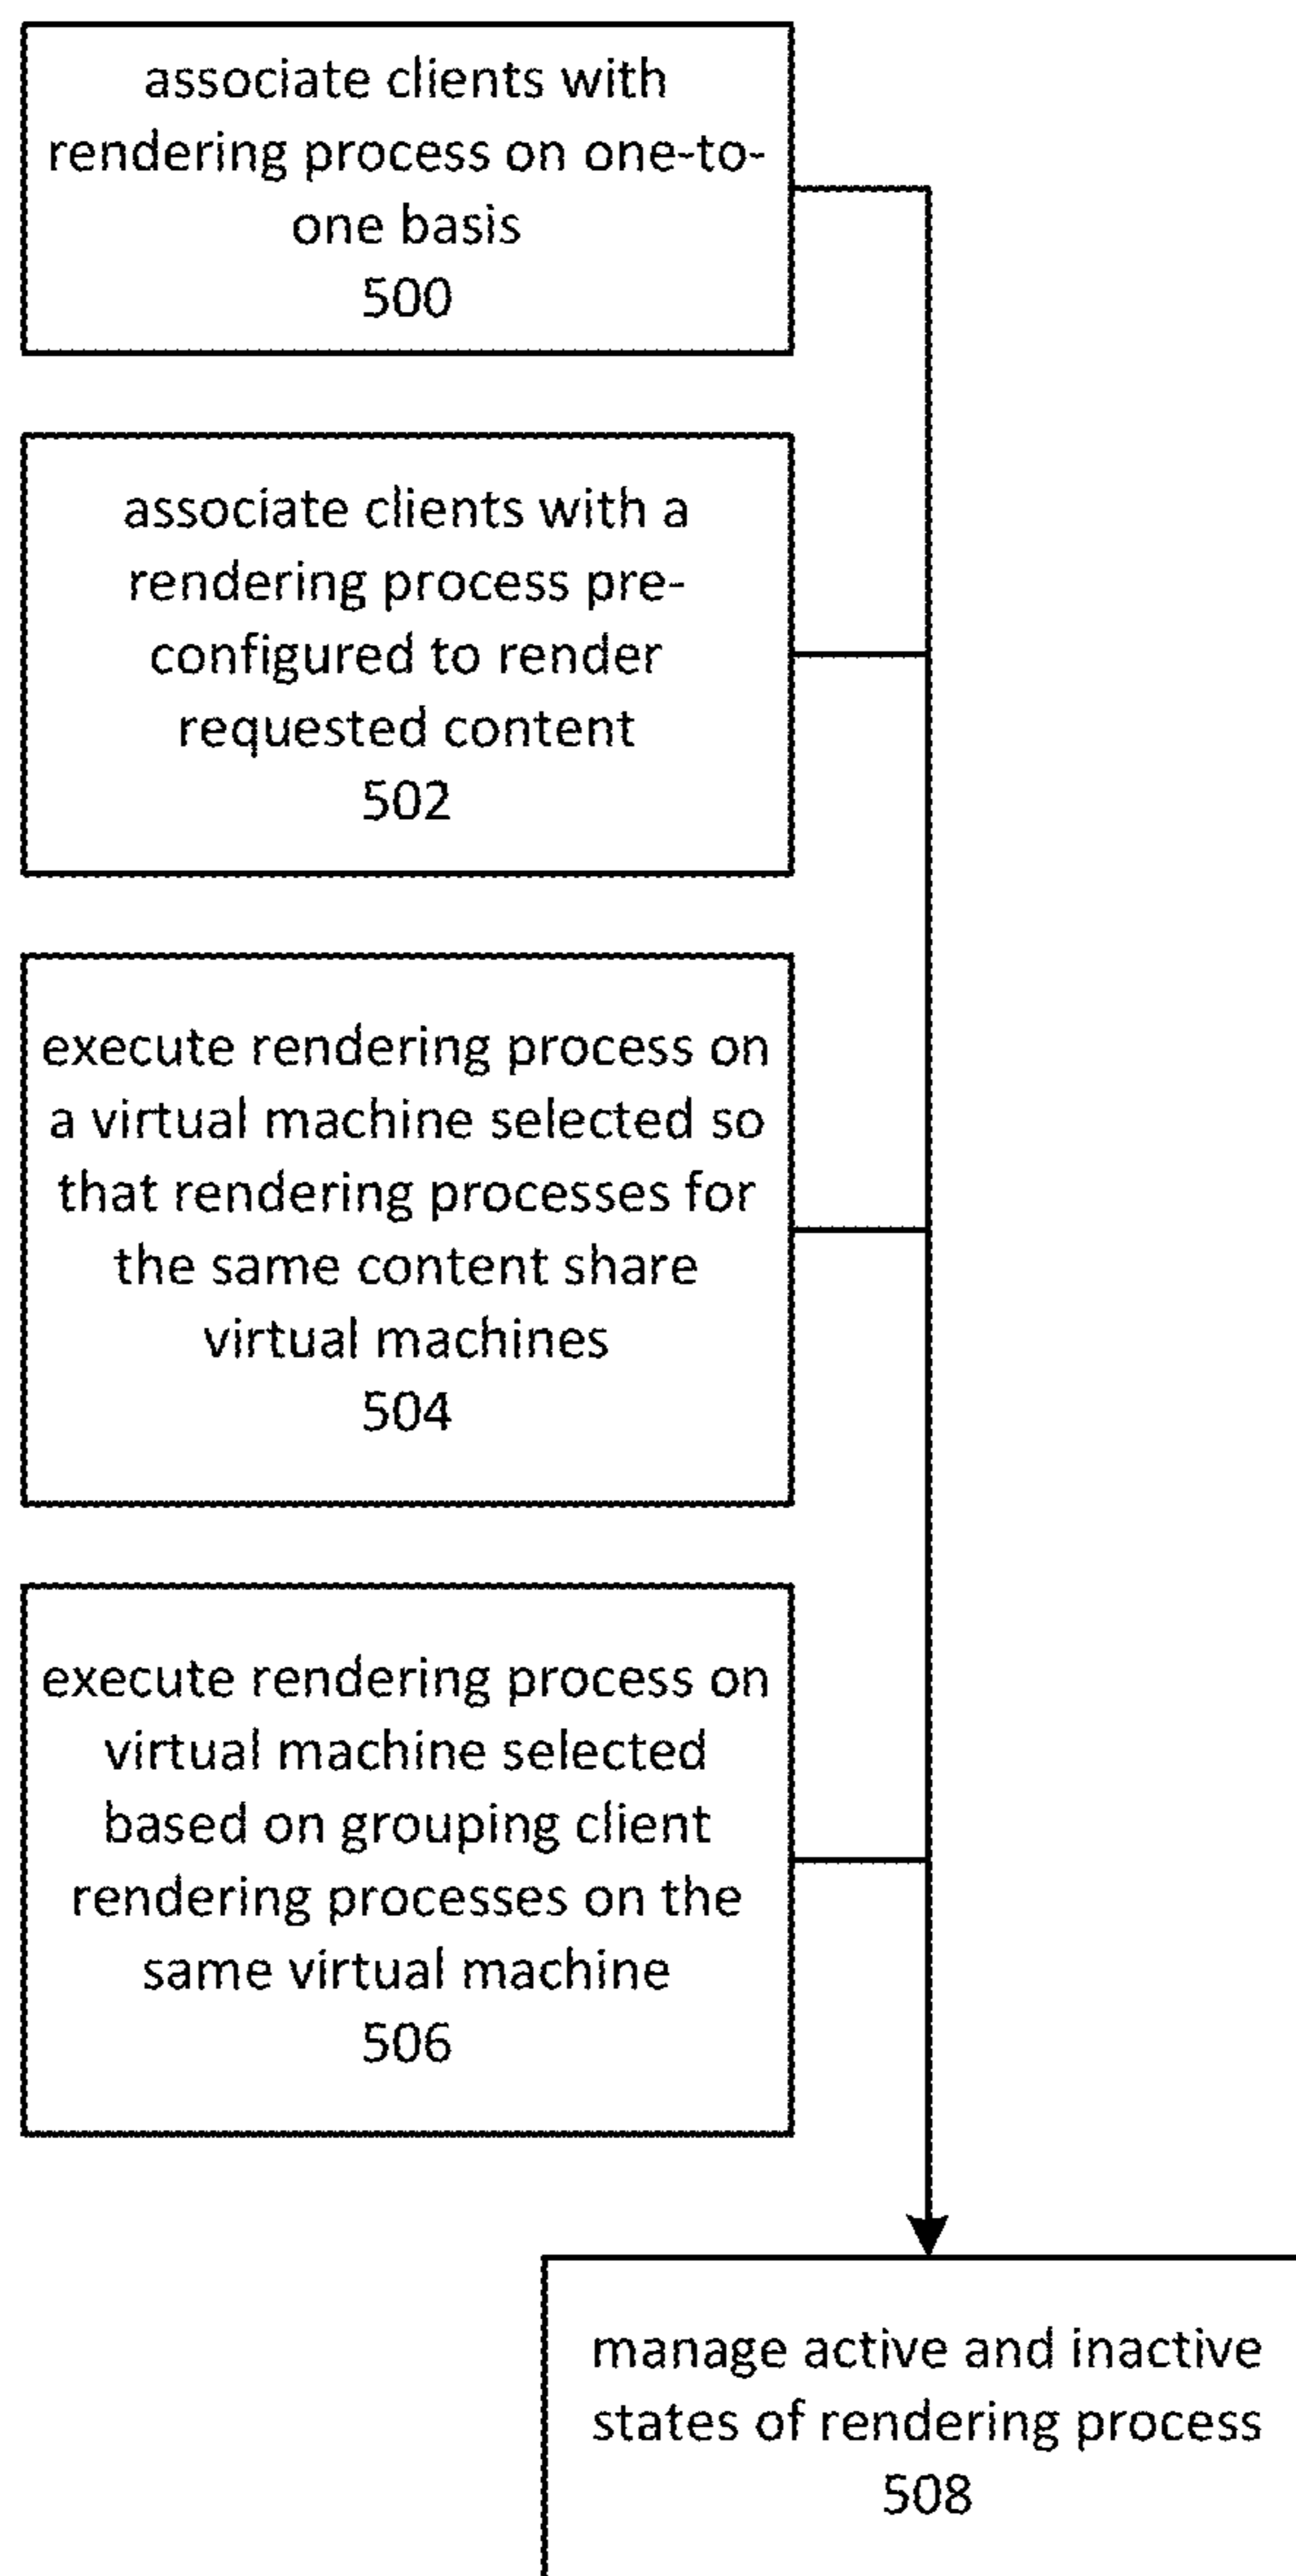 associate clients with
rendering process on one-to-
one basis
500
associate clients with a
rendering process pre-
configured to render
requested content
502
execute rendering process on
a virtual machine selected so
that rendering processes for
the same content share
virtual machines
504
execute rendering process on
virtual machine selected
based on grouping client
rendering processes on the
same virtual machine
506
manage active and inactive
states of rendering process
508